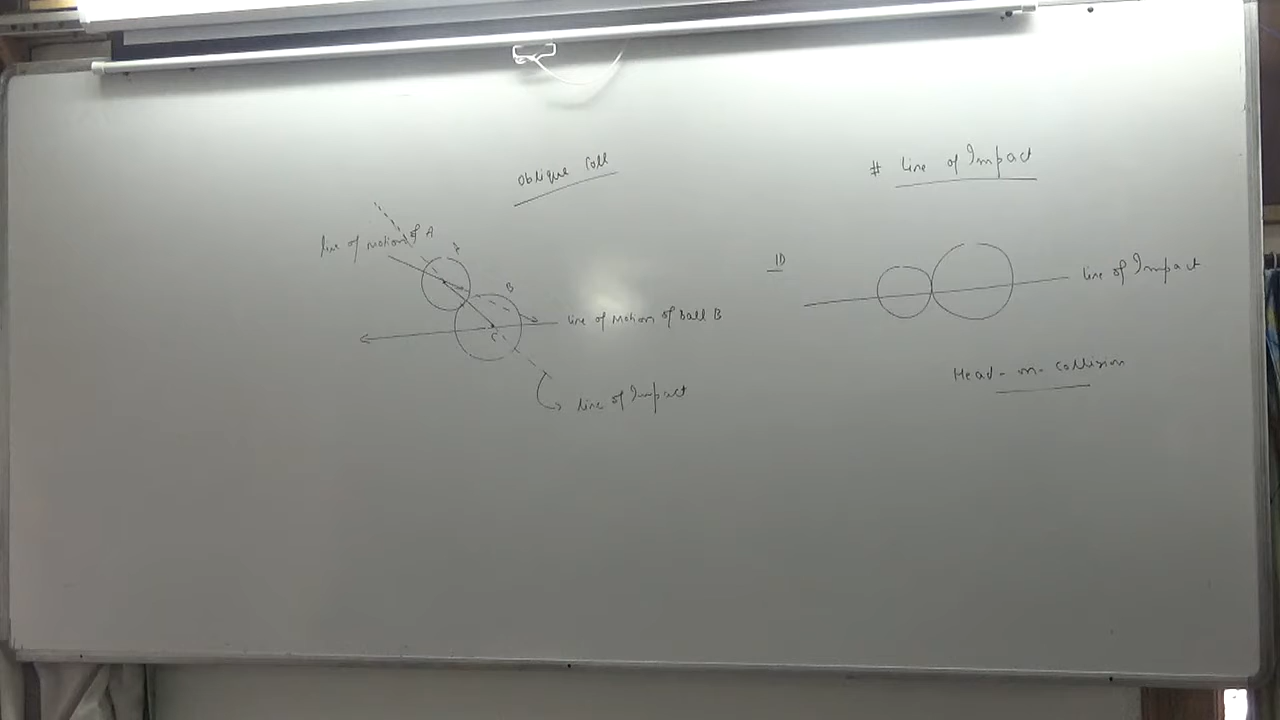 Oblique Coll
line of Motion of A
A
B
line of Motion of Ball B
C
line of Impact
# line of Impact
1D
line of Impact
Head-on-Collision